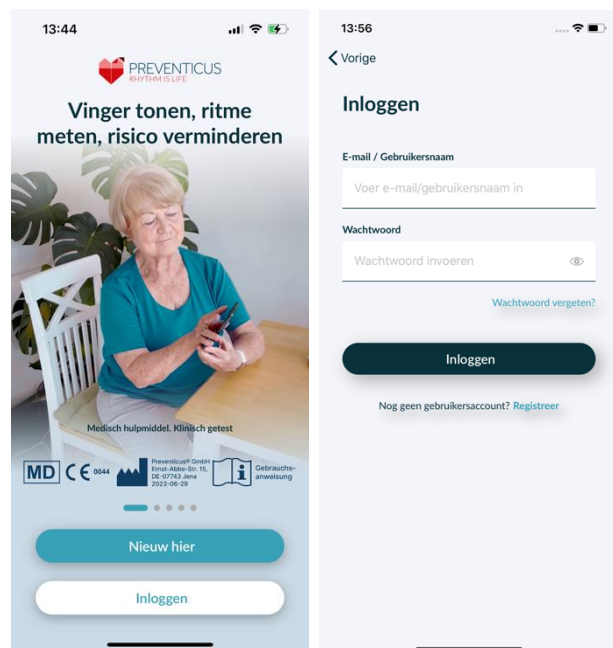 13:44
PREVENTICUS
RHYTHM IS LIFE
Vinger tonen, ritme
meten, risico verminderen
Medisch hulpmiddel. Klinisch getest
MD CE 0044
Preventicus® GmbH
Ernst-Abbe-Str. 15,
DE-07743 Jena
2023-06-29
i
Gebrauchs-
anweisung
Nieuw hier
Inloggen
13:56
Vorige
Inloggen
E-mail / Gebruikersnaam
Voer e-mail/gebruikersnaam in
Wachtwoord
Wachtwoord invoeren
Wachtwoord vergeten?
Inloggen
Nog geen gebruikersaccount? Registreer